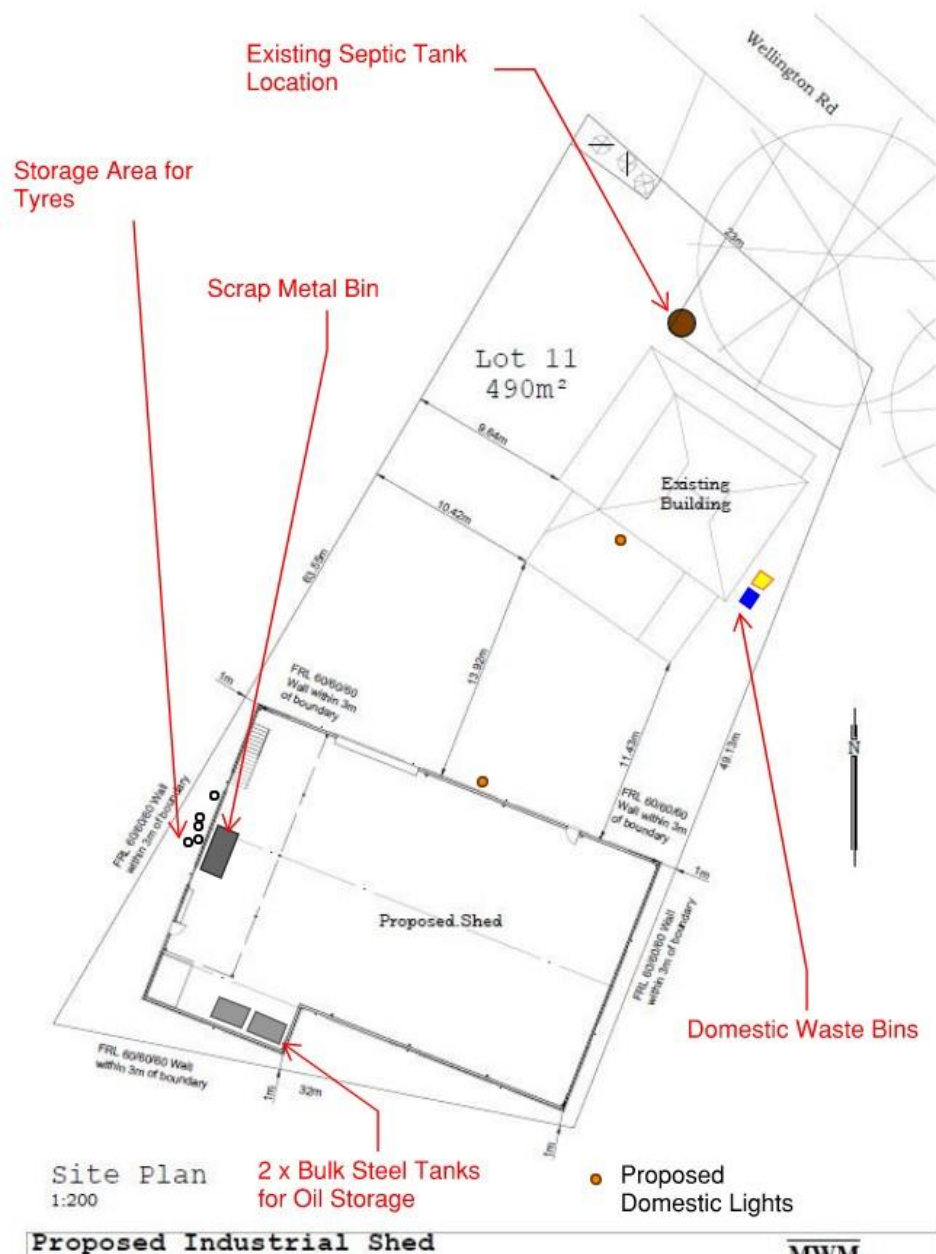 Existing Septic Tank
Location
Wellington Rd
Storage Area for
Tyres
Scrap Metal Bin
23m
Lot 11
490m²
9.64m
Existing
Building
10.42m
63.55m
13.92m
FRL 60/60/60
Wall within 3m
of boundary
1m
11.43m
49.13m
N
FRL 60/60/60
Wall within 3m
of boundary
FRL 60/60/60 Wall
within 3m of boundary
1m
Proposed Shed
FRL 60/60/60 Wall
within 3m of boundary
Domestic Waste Bins
FRL 60/60/60 Wall
within 3m of boundary
1m
32m
1m
Site Plan
1:200
2 x Bulk Steel Tanks
for Oil Storage
Proposed
Domestic Lights
Proposed Industrial Shed
MWM